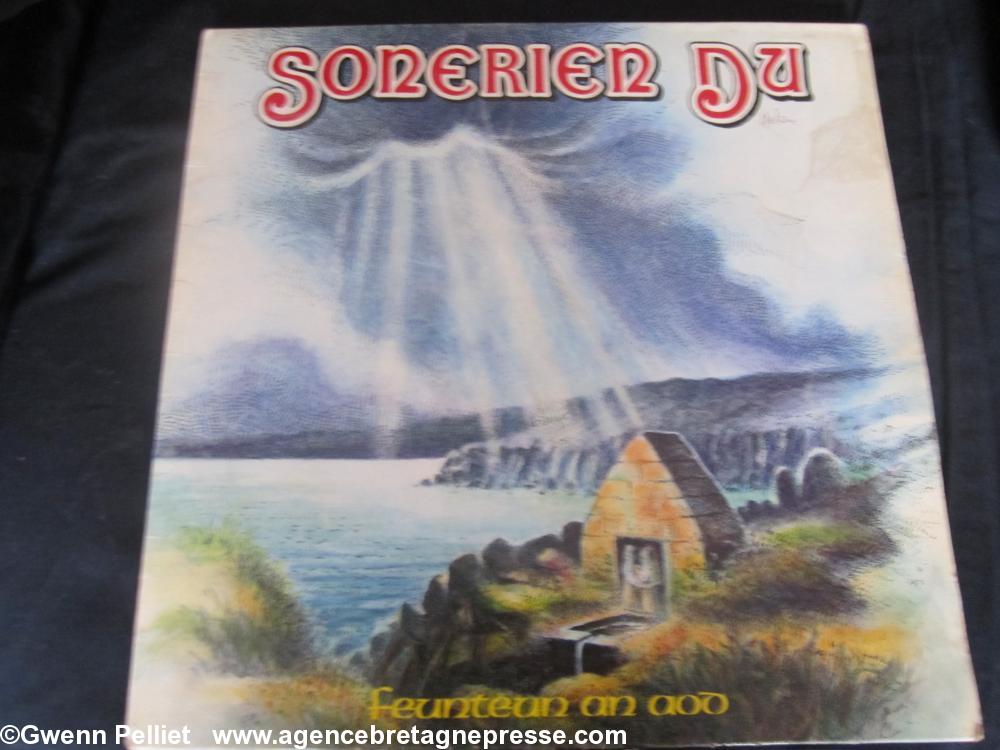 SONERIEN DU
feunteun an aod
©Gwenn Pelliet www.agencebretagnepresse.com